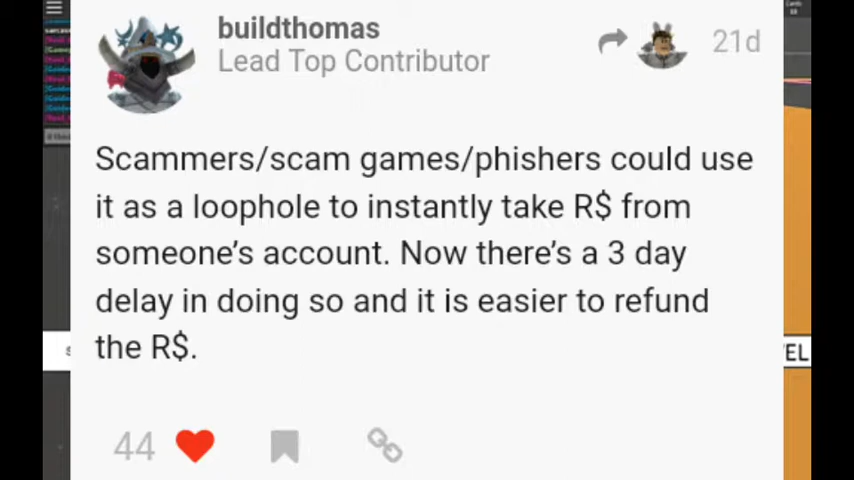 buildthomas
Lead Top Contributor
21d
Scammers/scam games/phishers could use
it as a loophole to instantly take R$ from
someone’s account. Now there’s a 3 day
delay in doing so and it is easier to refund
the R$.
44